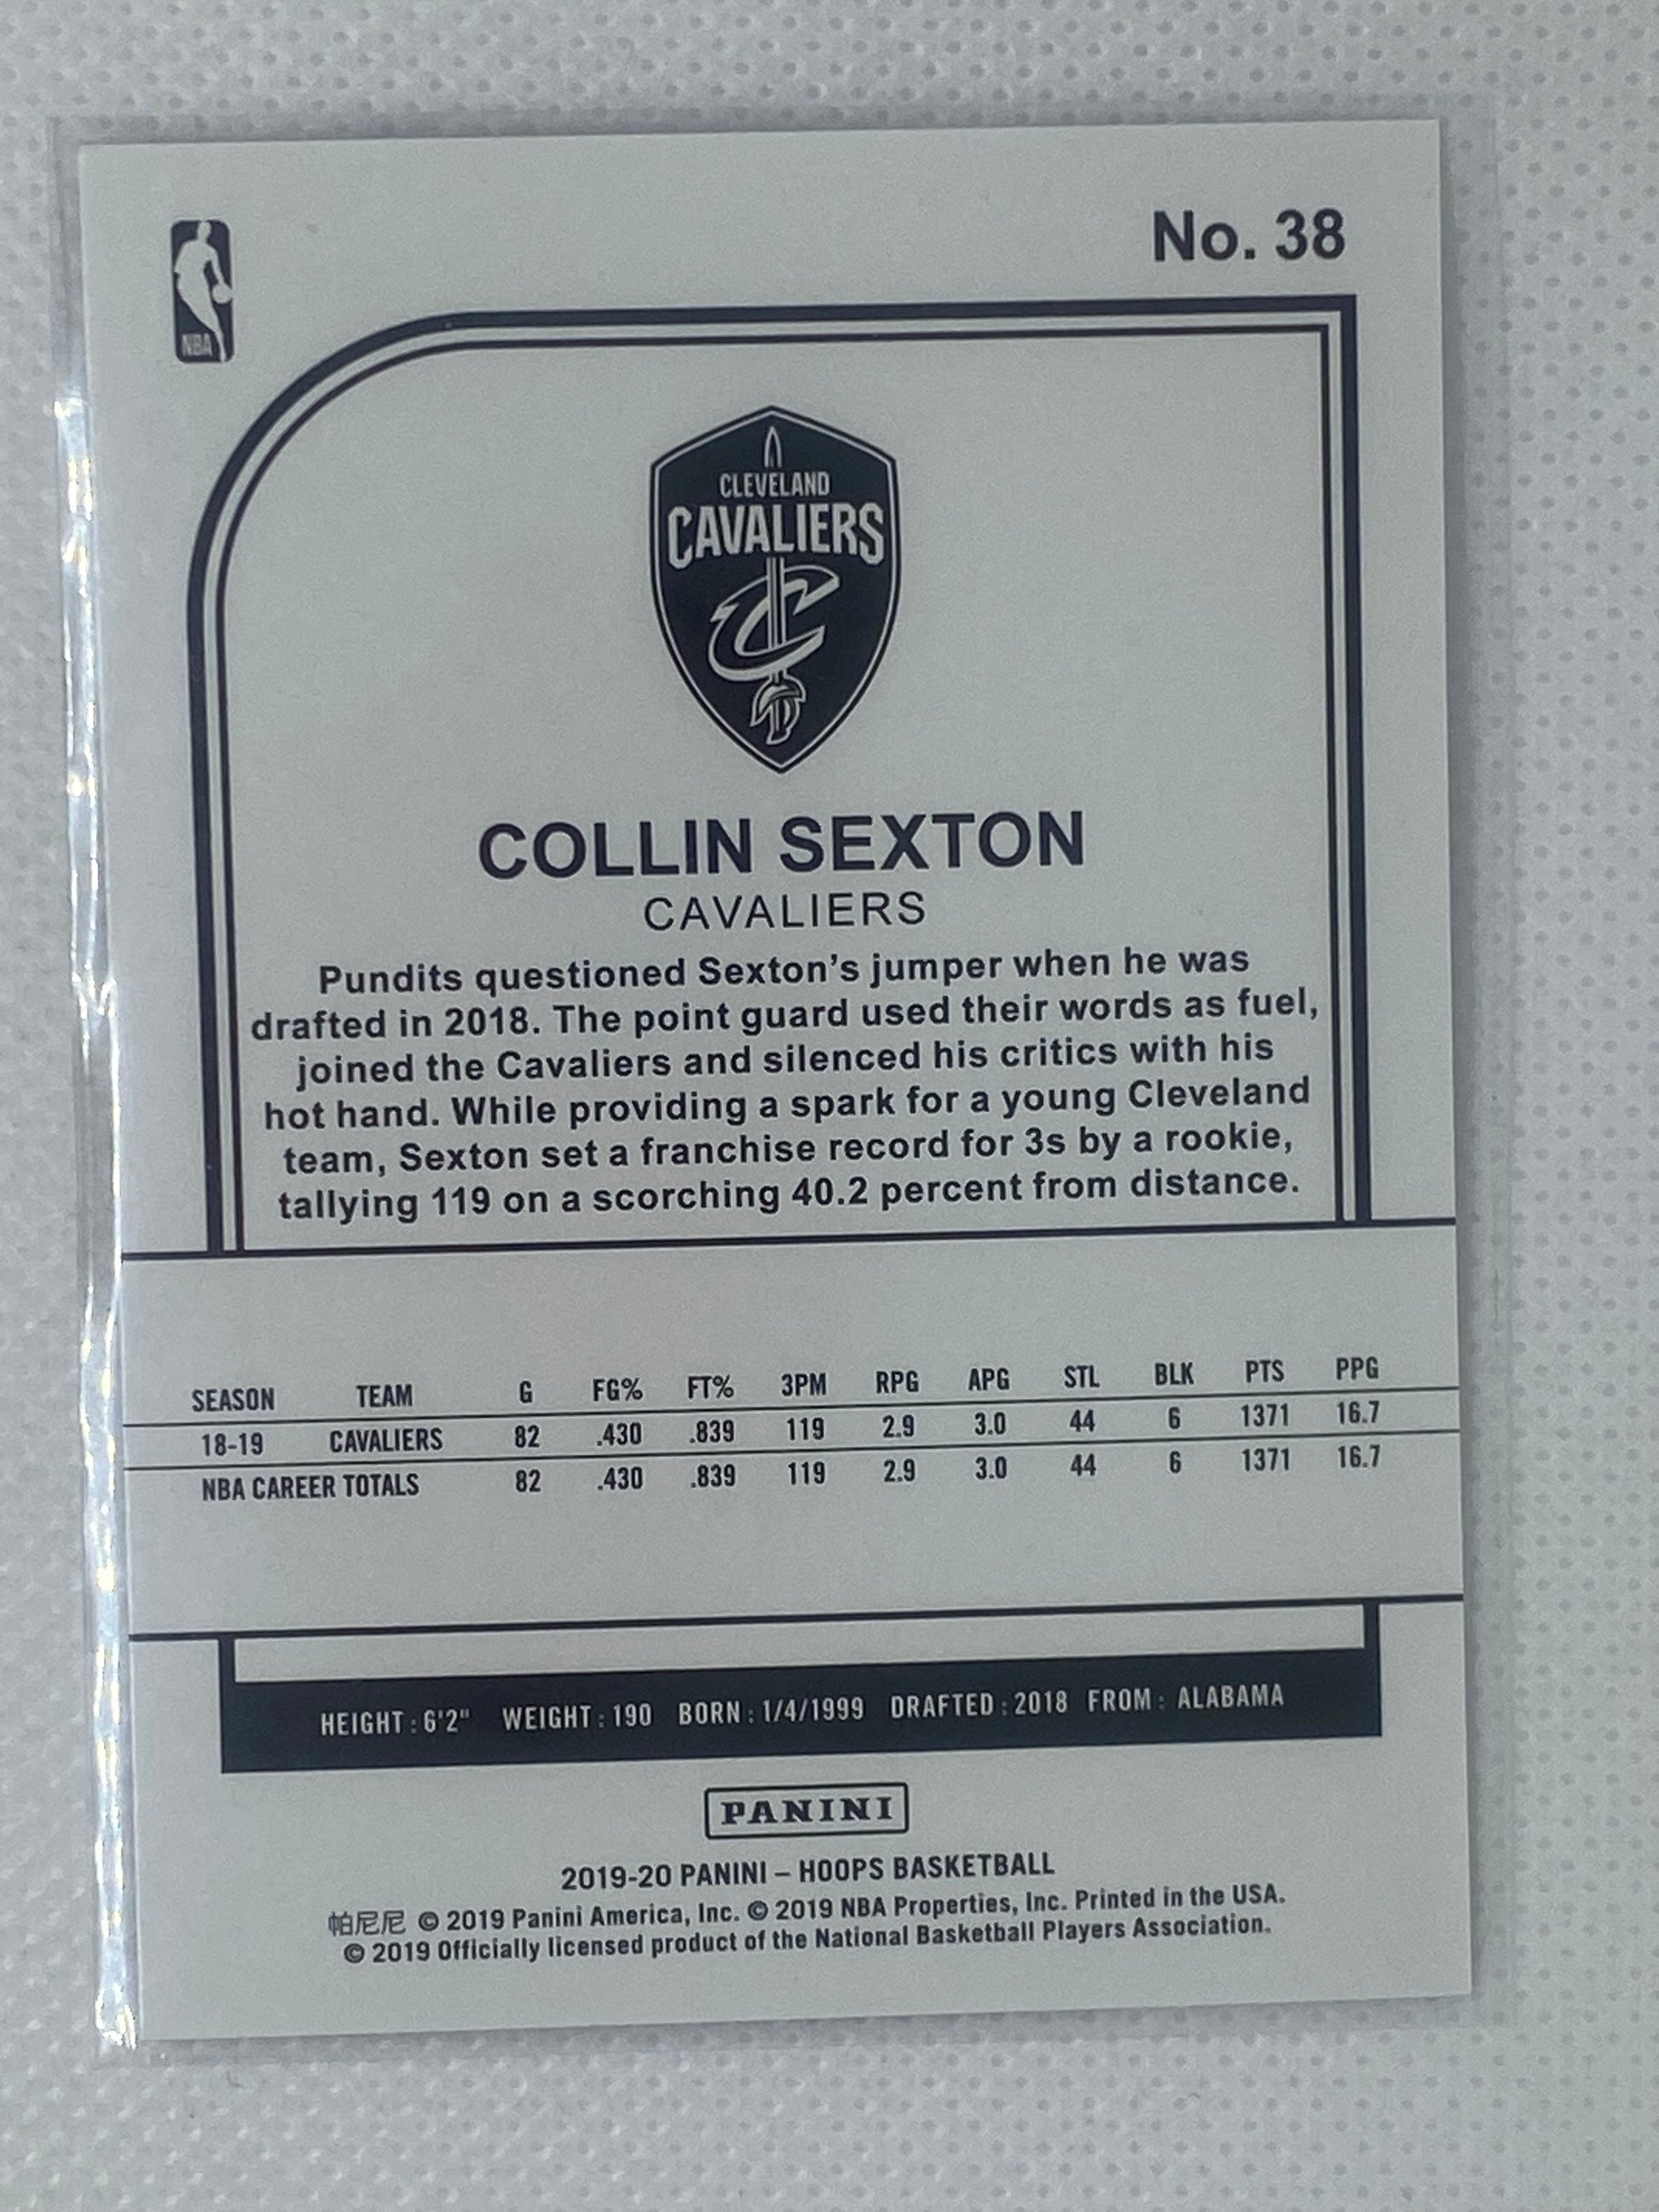 No. 38
NBA
CLEVELAND
CAVALIERS
COLLIN SEXTON
CAVALIERS
Pundits questioned Sexton's jumper when he was
drafted in 2018. The point guard used their words as fuel,
joined the Cavaliers and silenced his critics with his
hot hand. While providing a spark for a young Cleveland
team, Sexton set a franchise record for 3s by a rookie,
tallying 119 on a scorching 40.2 percent from distance.
SEASON TEAM G FG% FT% 3PM RPG APG STL BLK PTS PPG
18-19 CAVALIERS 82 .430 .839 119 2.9 3.0 44 6 1371 16.7
NBA CAREER TOTALS 82 .430 .839 119 2.9 3.0 44 6 1371 16.7
HEIGHT: 6'2" WEIGHT: 190 BORN: 1/4/1999 DRAFTED: 2018 FROM: ALABAMA
PANINI
2019-20 PANINI – HOOPS BASKETBALL
帕尼尼 © 2019 Panini America, Inc. © 2019 NBA Properties, Inc. Printed in the USA.
© 2019 Officially licensed product of the National Basketball Players Association.